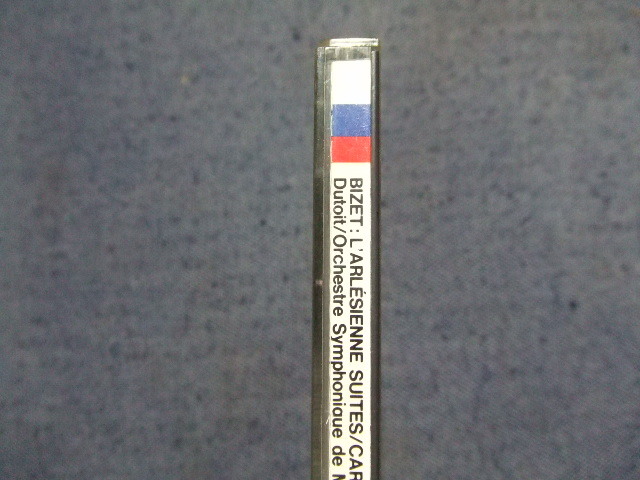 BIZET: L'ARLÉSIENNE SUITES/CAR
Dutoit/Orchestre Symphonique de M